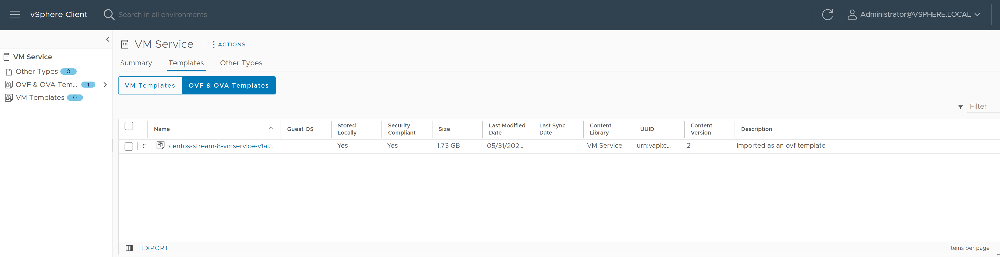 vSphere Client
Search in all environments
Administrator@VSPHERE.LOCAL
VM Service
Other Types 0
OVF & OVA Tem... 1
VM Templates 0
VM Service
ACTIONS
Summary Templates Other Types
VM Templates OVF & OVA Templates
Filter
Name Guest OS Stored Locally Security Compliant Size Last Modified Date Last Sync Date Content Library UUID Content Version Description
centos-stream-8-vmservice-v1al... Yes Yes 1.73 GB 05/31/202... VM Service urn:vapi:c... 2 Imported as an ovf template
EXPORT
Items per page